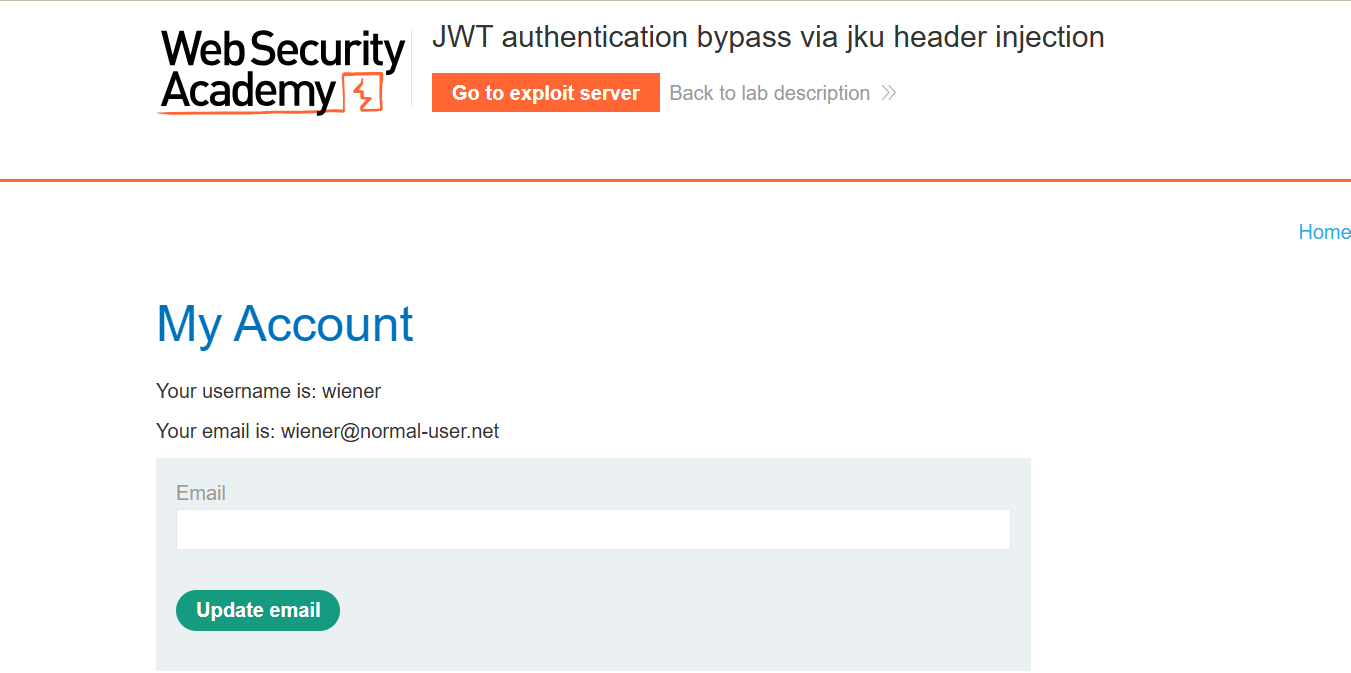 Web Security
Academy
JWT authentication bypass via jku header injection
Go to exploit server
Back to lab description
Home
My Account
Your username is: wiener
Your email is: wiener@normal-user.net
Email
Update email